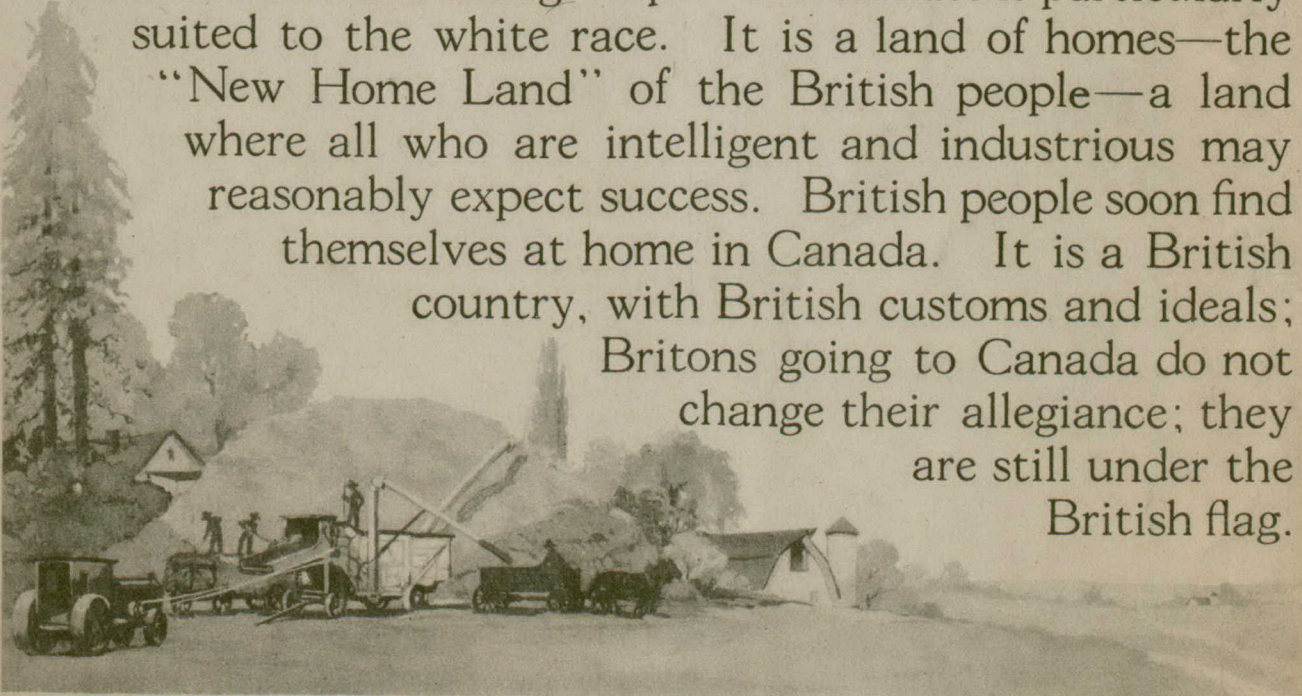 suited to the white race. It is a land of homes—the
“New Home Land” of the British people—a land
where all who are intelligent and industrious may
reasonably expect success. British people soon find
themselves at home in Canada. It is a British
country, with British customs and ideals;
Britons going to Canada do not
change their allegiance; they
are still under the
British flag.